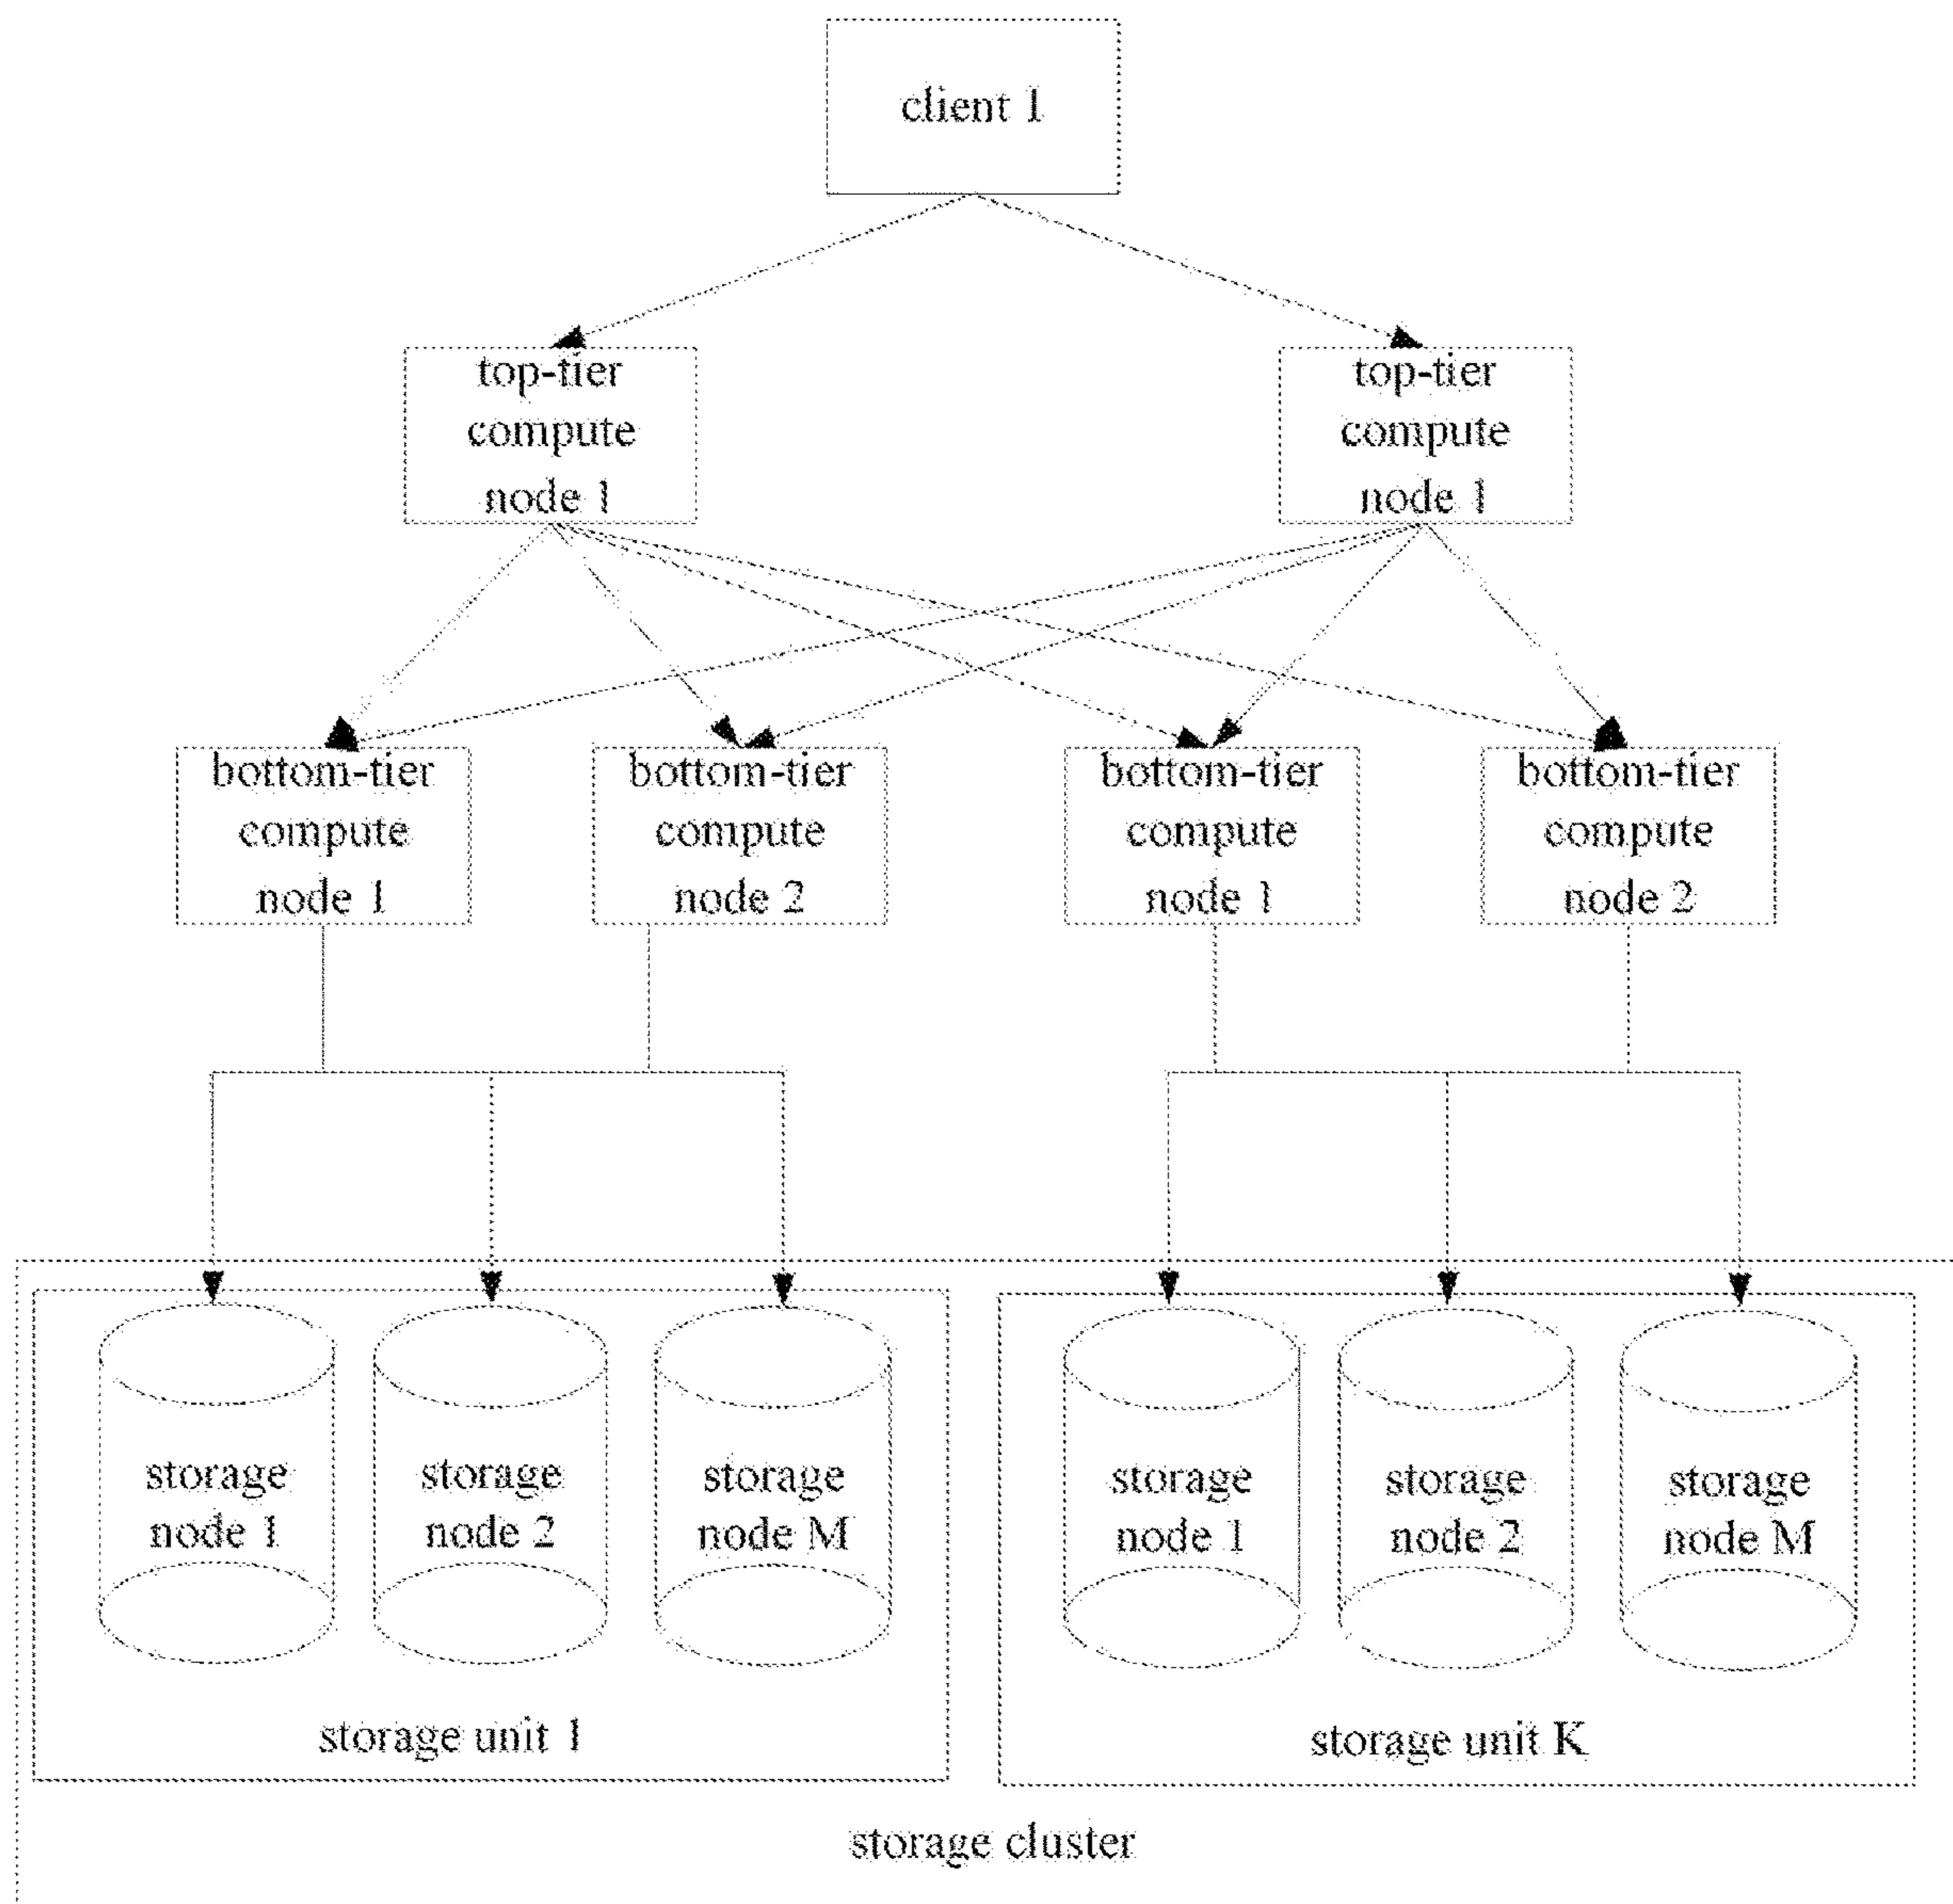 client 1
top-tier
compute
node 1
top-tier
compute
node 1
bottom-tier
compute
node 1
bottom-tier
compute
node 2
bottom-tier
compute
node 1
bottom-tier
compute
node 2
storage
node 1
storage
node 2
storage
node M
storage
node 1
storage
node 2
storage
node M
storage unit 1
storage unit K
storage cluster